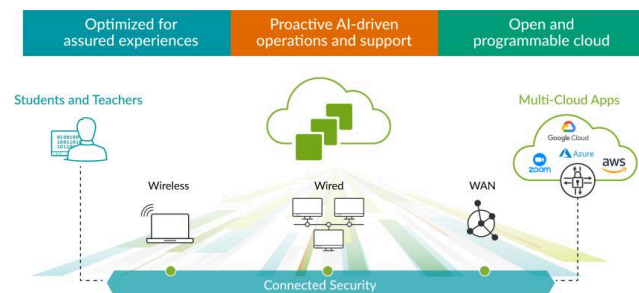 Optimized for
assured experiences
Proactive AI-driven
operations and support
Open and
programmable cloud
Students and Teachers
Multi-Cloud Apps
Google Cloud
Azure
zoom
aws
Wireless
Wired
WAN
Connected Security